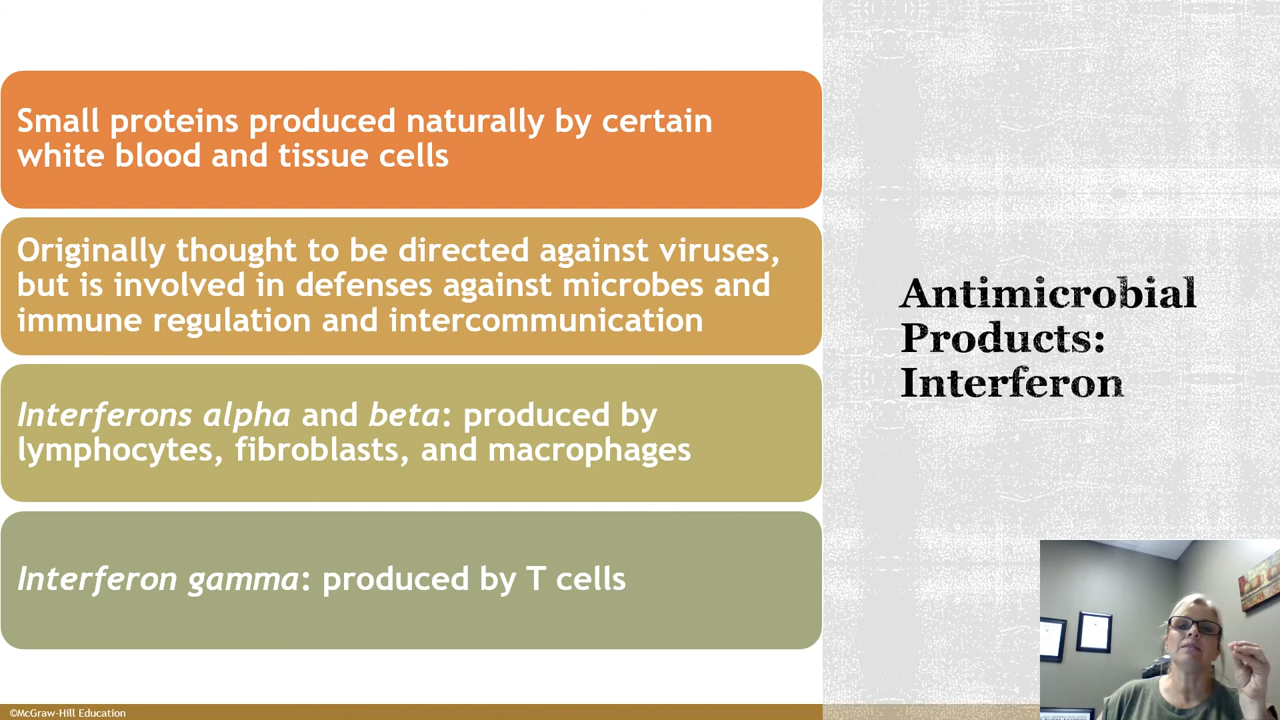 Small proteins produced naturally by certain
white blood and tissue cells
Originally thought to be directed against viruses,
but is involved in defenses against microbes and
immune regulation and intercommunication
Interferons alpha and beta: produced by
lymphocytes, fibroblasts, and macrophages
Interferon gamma: produced by T cells
Antimicrobial
Products:
Interferon
©McGraw-Hill Education